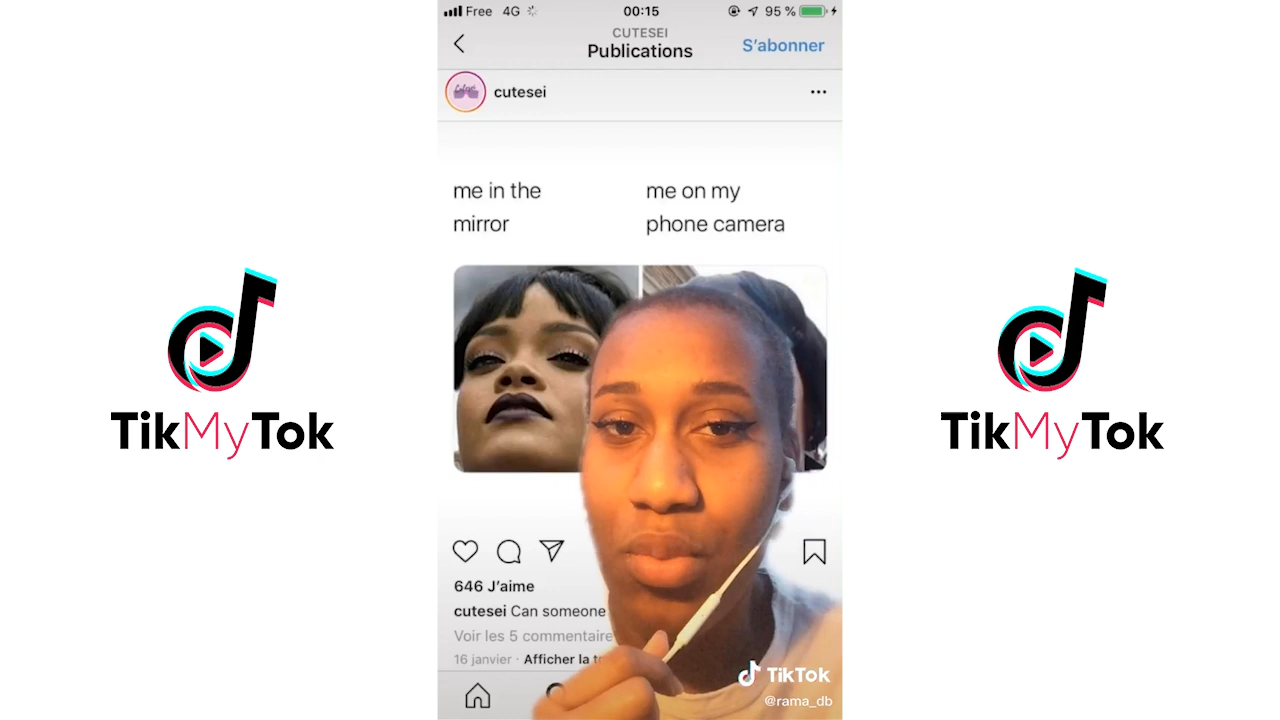 Free 4G 00:15 95 %
CUTESEI
Publications
S'abonner
cutesei
me in the
mirror
me on my
phone camera
646 J'aime
cutesei Can someone
Voir les 5 commentaire
16 janvier · Afficher la
TikTok
@rama_db
TikMyTok
TikMyTok